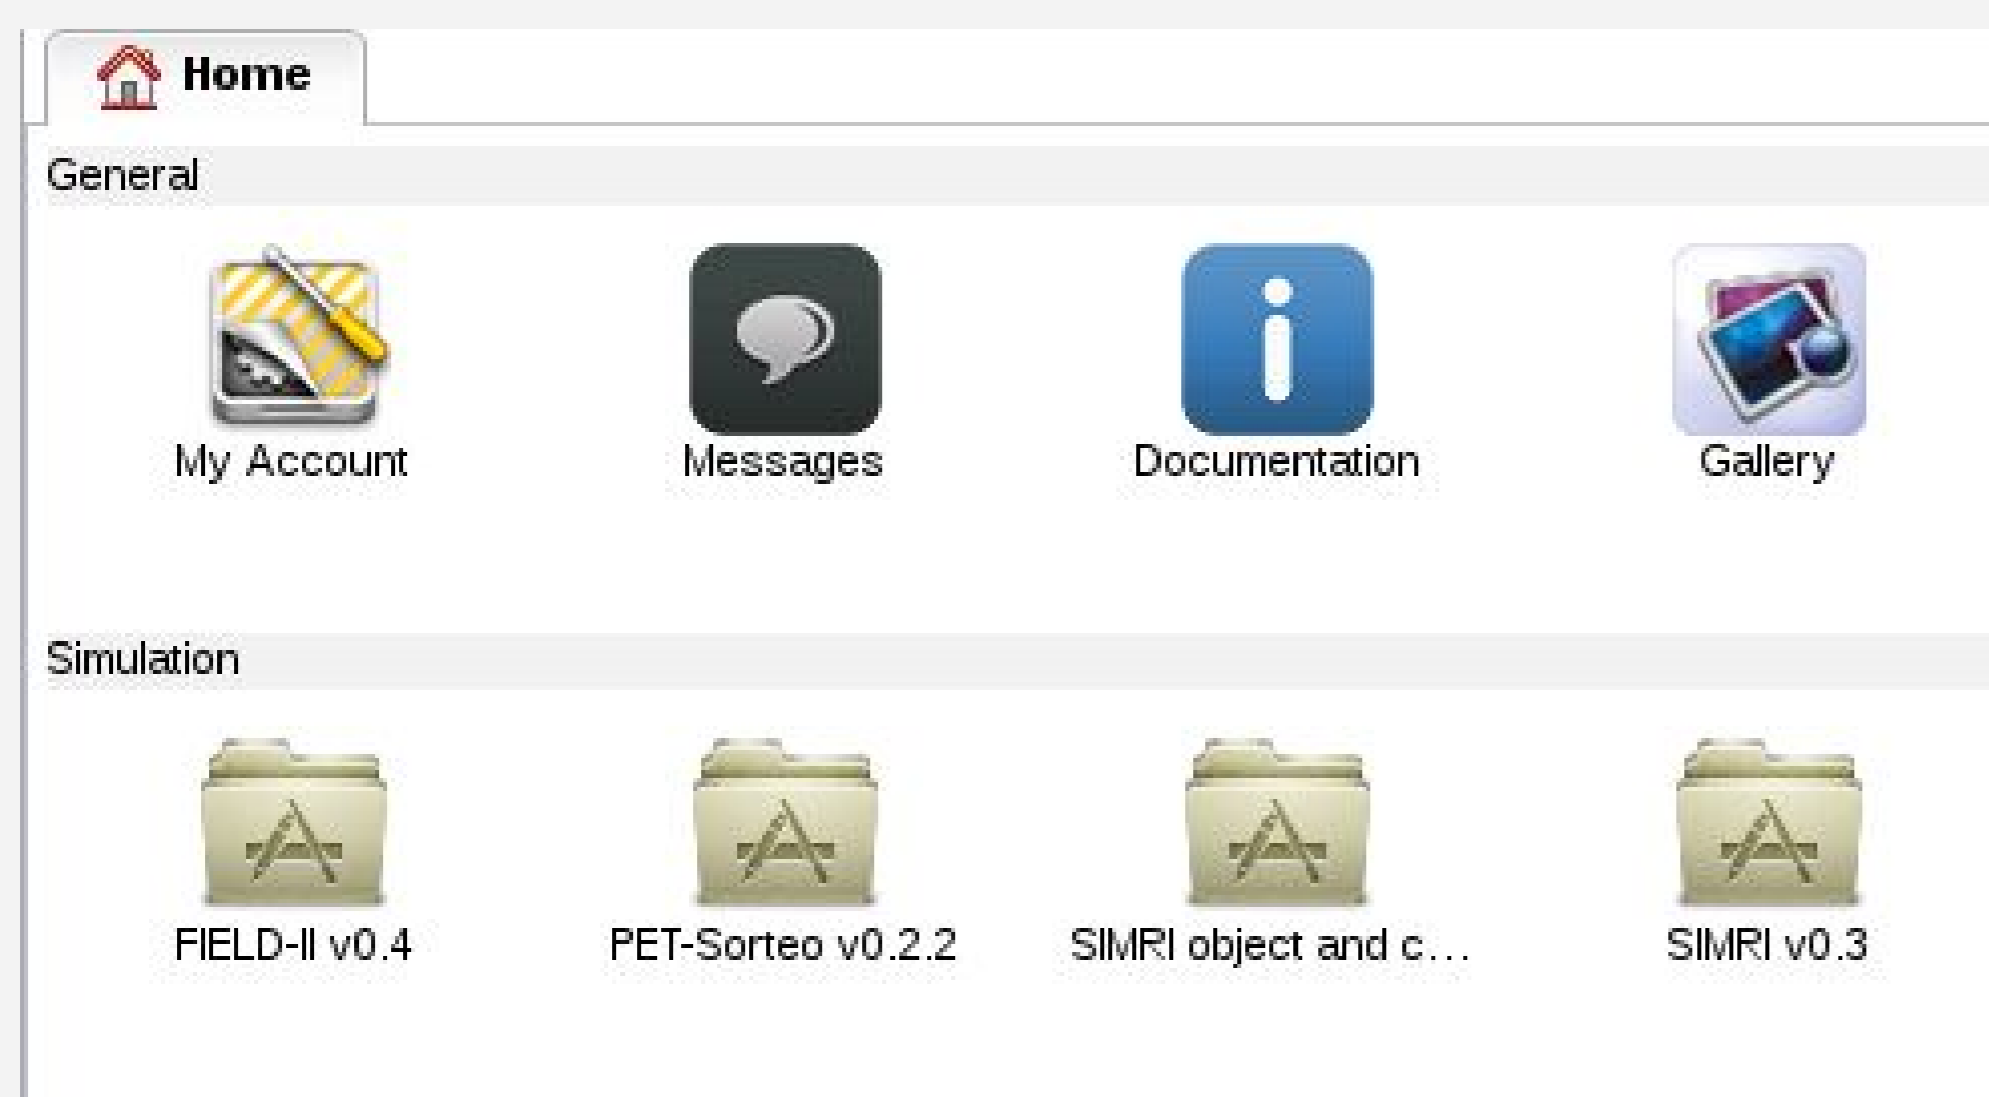 Home
General
My Account
Messages
Documentation
Gallery
Simulation
FIELD-II v0.4
PET-Sorteo v0.2.2
SIMRI object and c...
SIMRI v0.3